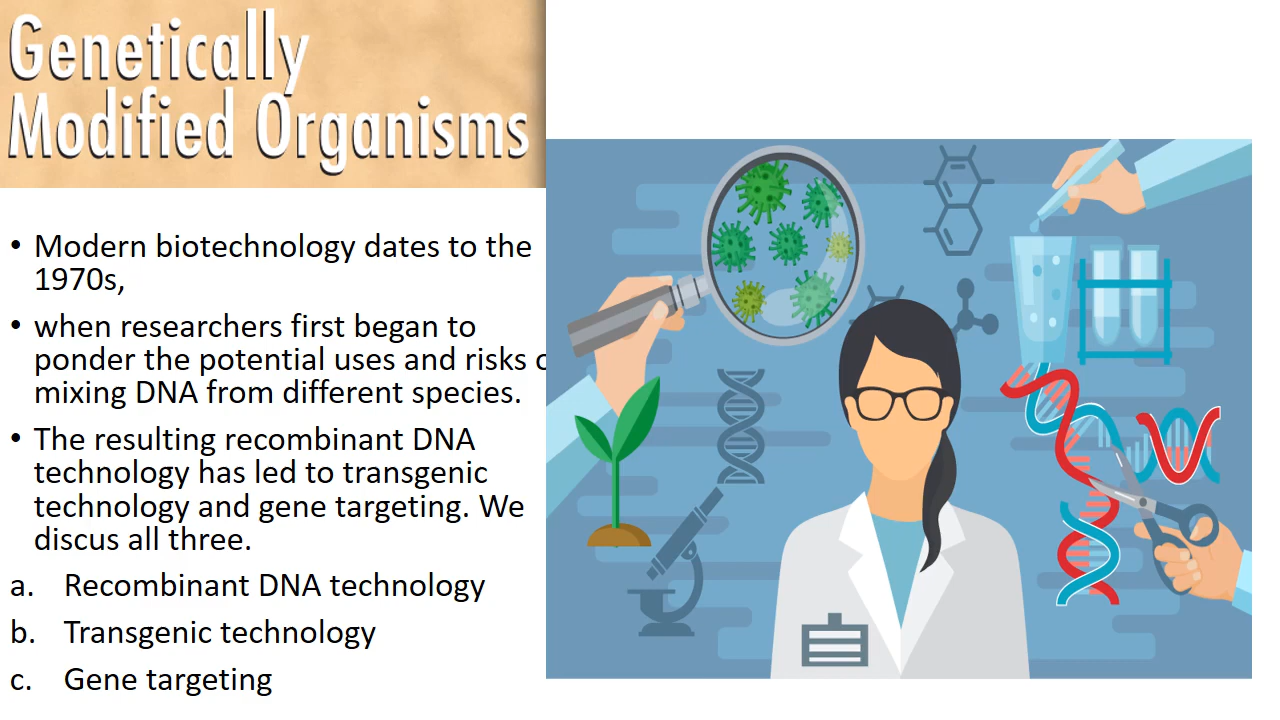 Genetically
Modified Organisms
• Modern biotechnology dates to the
1970s,
• when researchers first began to
ponder the potential uses and risks
mixing DNA from different species.
• The resulting recombinant DNA
technology has led to transgenic
technology and gene targeting. We
discus all three.
a. Recombinant DNA technology
b. Transgenic technology
c. Gene targeting